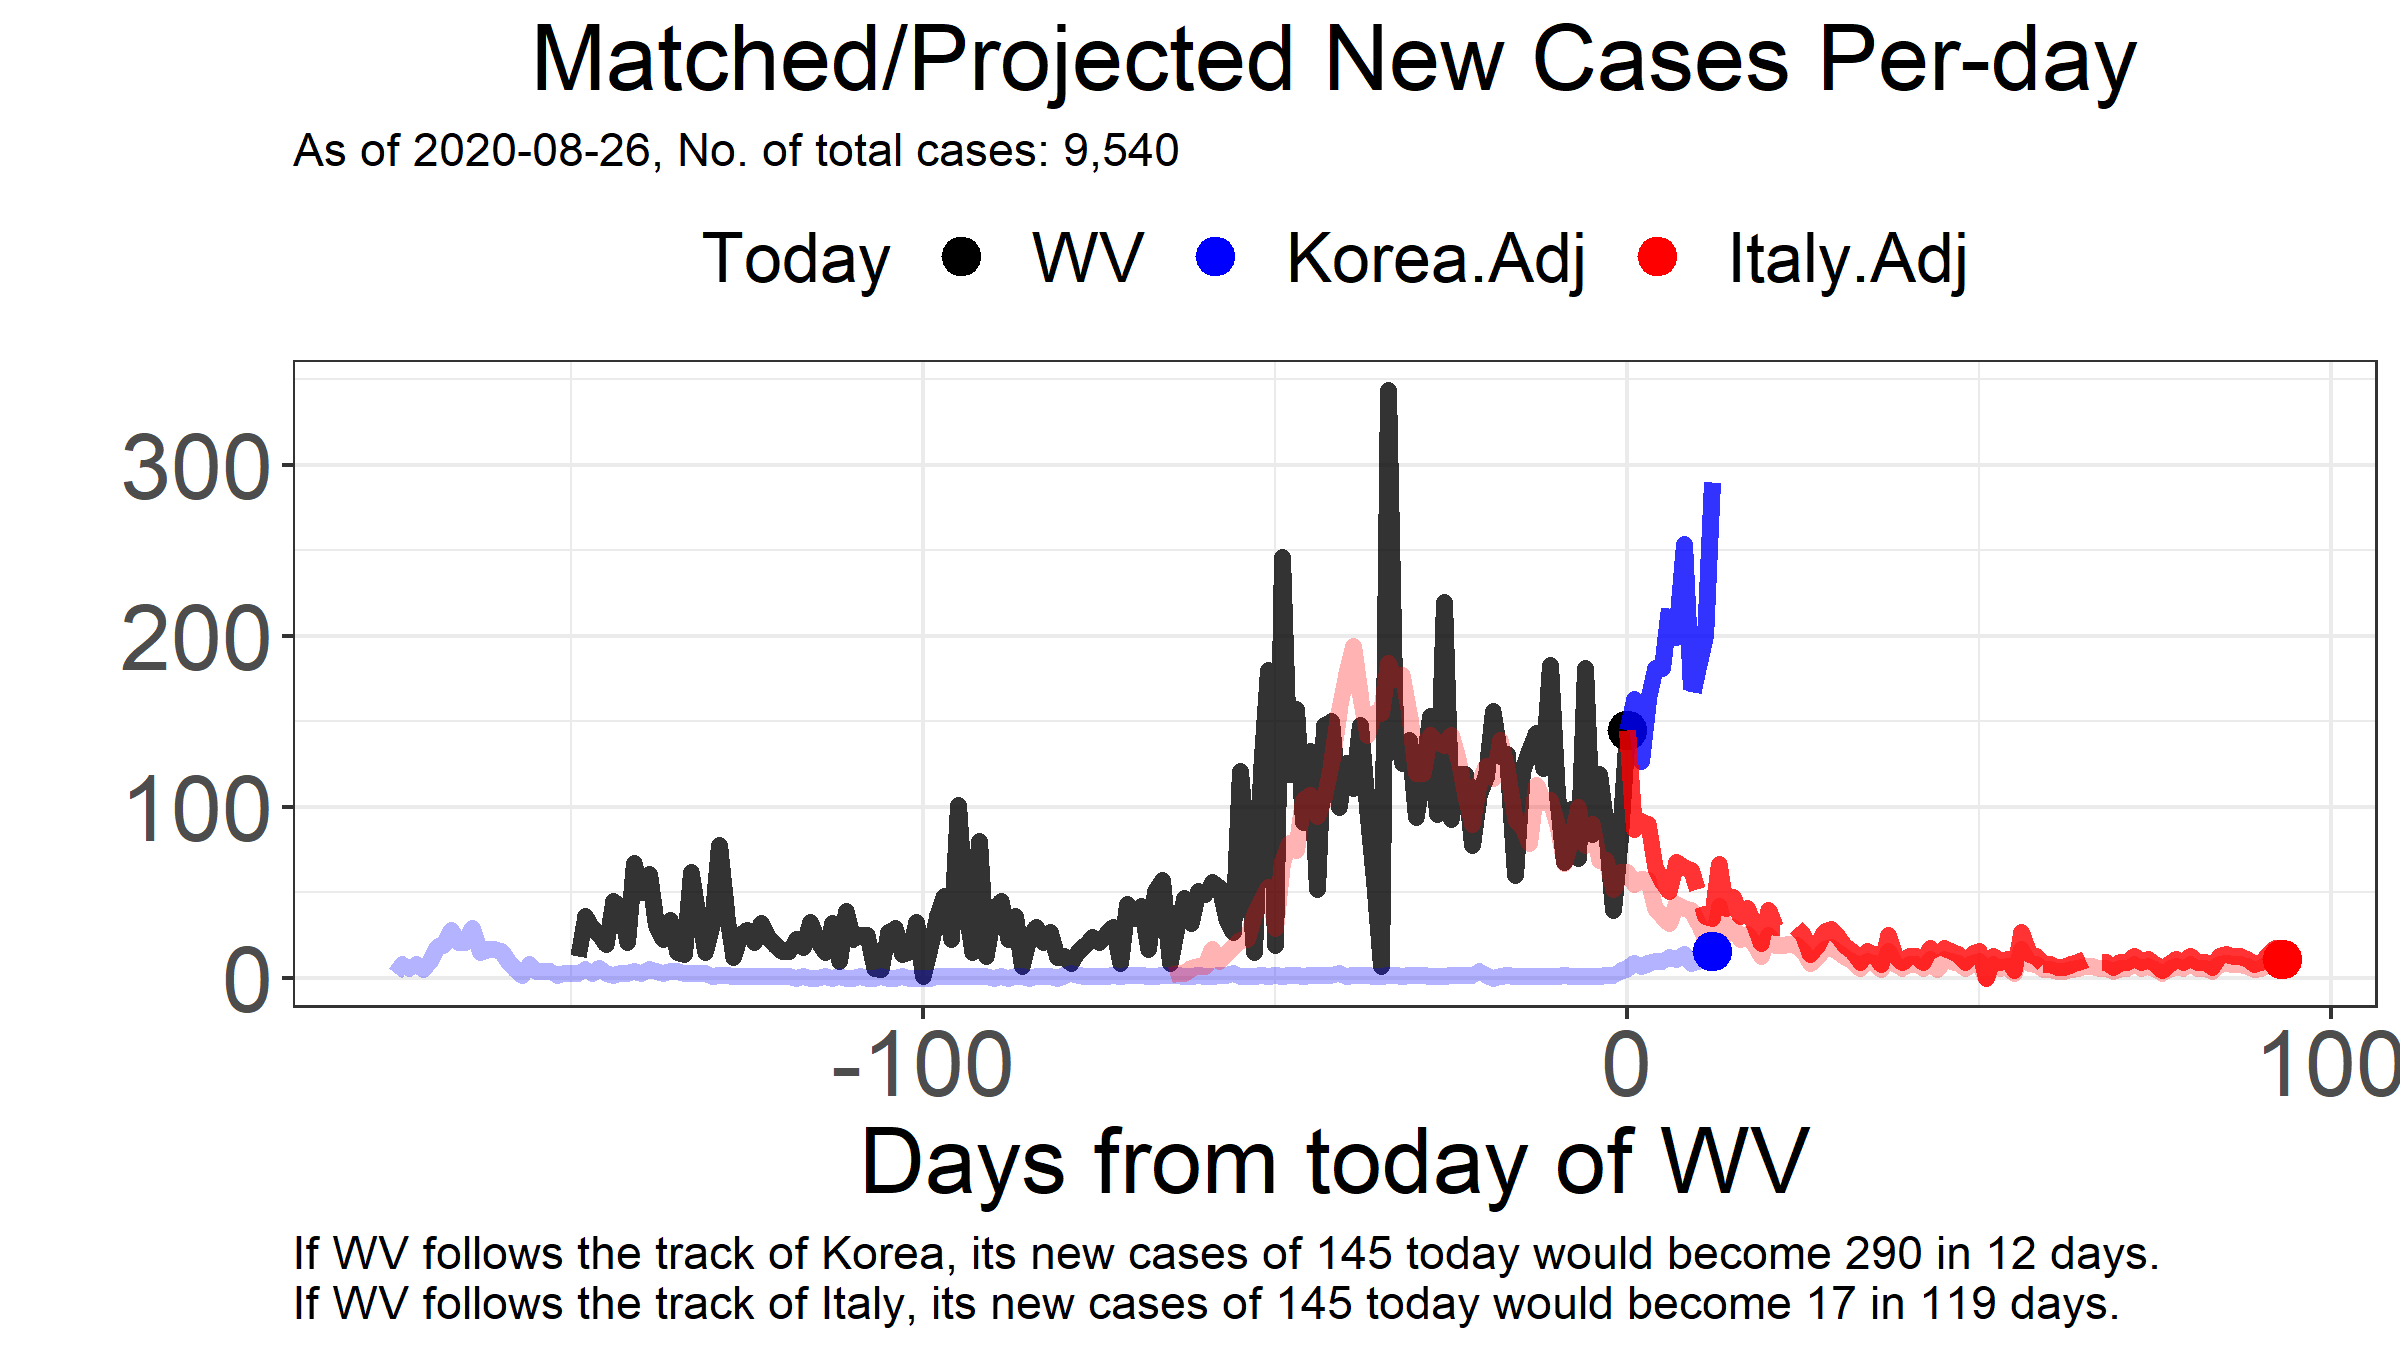 Matched/Projected New Cases Per-day
As of 2020-08-26, No. of total cases: 9,540
Today WV Korea.Adj Italy.Adj
300
200
100
0
-100 0 100
Days from today of WV
If WV follows the track of Korea, its new cases of 145 today would become 290 in 12 days.
If WV follows the track of Italy, its new cases of 145 today would become 17 in 119 days.